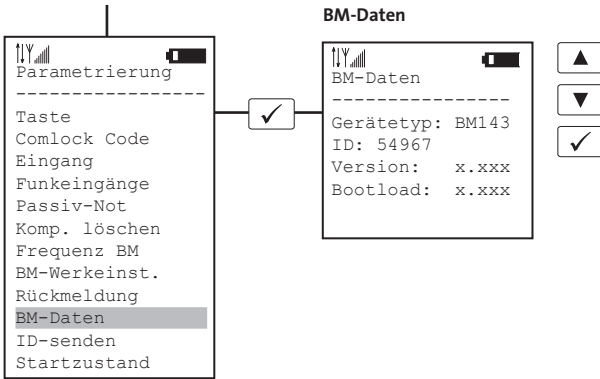 BM-Daten
Parametrierung
-----------------
Taste
Comlock Code
Eingang
Funkeingänge
Passiv-Not
Komp. löschen
Frequenz BM
BM-Werkeinst.
Rückmeldung
BM-Daten
ID-senden
Startzustand
BM-Daten
----------------
Gerätetyp: BM143
ID: 54967
Version: x.xxx
Bootload: x.xxx